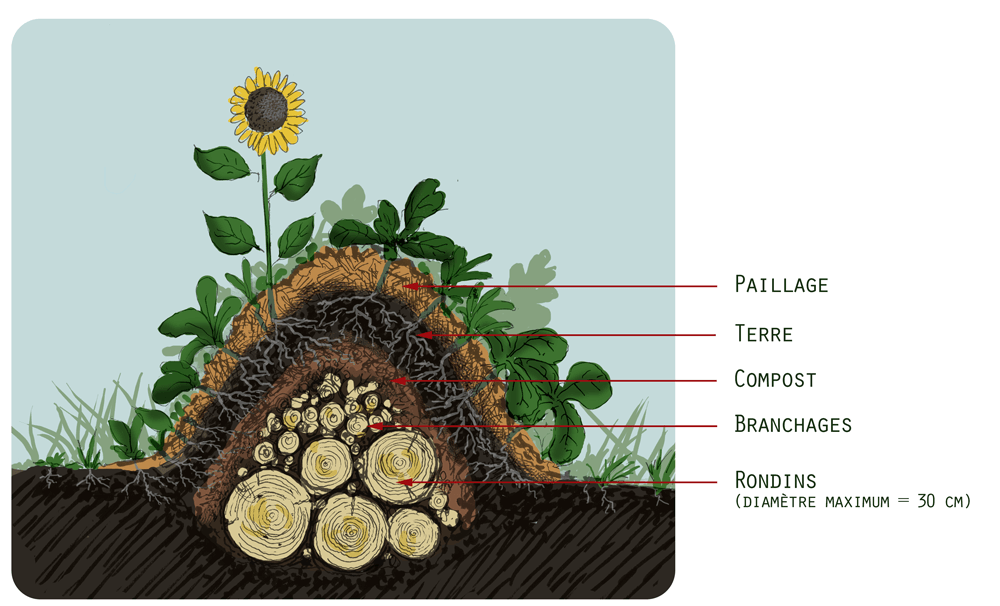 PAILLAGE
TERRE
COMPOST
BRANCHAGES
RONDINS
(DIAMÈTRE MAXIMUM = 30 CM)